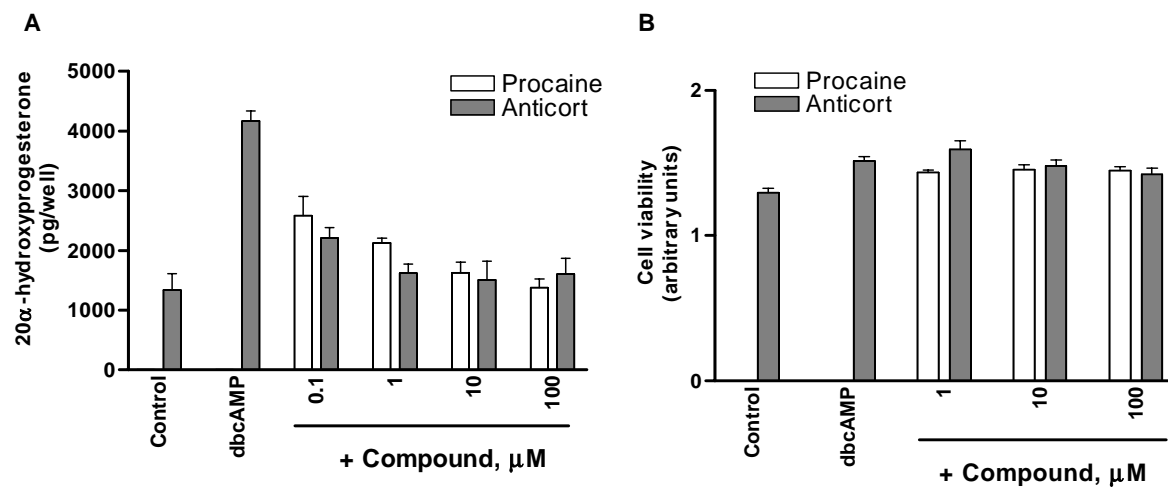 A
20α-hydroxyprogesterone
(pg/well)
5000
4000
3000
2000
1000
0
Procaine
Anticort
Control
dbcAMP
0.1
1
10
100
+ Compound, μM
B
Cell viability
(arbitrary units)
2
1
0
Procaine
Anticort
Control
dbcAMP
1
10
100
+ Compound, μM